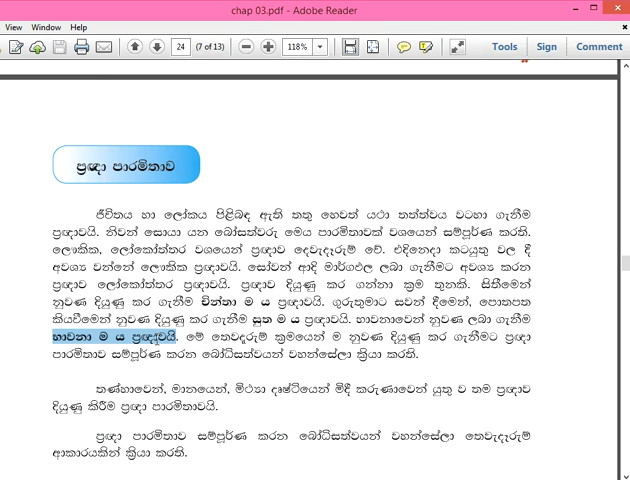 chap 03.pdf - Adobe Reader
View Window Help
24 (7 of 13) 118% Tools Sign Comment
ප්‍රඥා පාරමිතාව
ජීවිතය හා ලෝකය පිළිබඳ ඇති තතු හෙවත් යථා තත්ත්වය වටහා ගැනීම
ප්‍රඥාවයි. නිවන් සොයා යන බෝසත්වරු මෙය පාරමිතාවක් වශයෙන් සම්පූර්ණ කරති.
ලෞකික, ලෝකෝත්තර වශයෙන් ප්‍රඥාව දෙවැදෑරුම් වේ. එදිනෙදා කටයුතු වල දී
අවශ්‍ය වන්නේ ලෞකික ප්‍රඥාවයි. සෝවන් ආදි මාර්ගඵල ලබා ගැනීමට අවශ්‍ය කරන
ප්‍රඥාව ලෝකෝත්තර ප්‍රඥාවයි. ප්‍රඥාව දියුණු කර ගන්නා ක්‍රම තුනකි. සිතීමෙන්
නුවණ දියුණු කර ගැනීම චින්තා ම ය ප්‍රඥාවයි. ගුරුතුමාට සවන් දීමෙන්, පොතපත
කියවීමෙන් නුවණ දියුණු කර ගැනීම සුත ම ය ප්‍රඥාවයි. භාවනාවෙන් නුවණ ලබා ගැනීම
භාවනා ම ය ප්‍රඥාවයි. මේ තෙවදෑරුම් ක්‍රමයෙන් ම නුවණ දියුණු කර ගැනීමට ප්‍රඥා
පාරමිතාව සම්පූර්ණ කරන බෝධිසත්වයන් වහන්සේලා ක්‍රියා කරති.
තණ්හාවෙන්, මානයෙන්, මිථ්‍යා දෘෂ්ටියෙන් මිදී කරුණාවෙන් යුතු ව තම ප්‍රඥාව
දියුණු කිරීම ප්‍රඥා පාරමිතාවයි.
ප්‍රඥා පාරමිතාව සම්පූර්ණ කරන බෝධිසත්වයන් වහන්සේලා තෙවැදෑරුම්
ආකාරයකින් ක්‍රියා කරති.